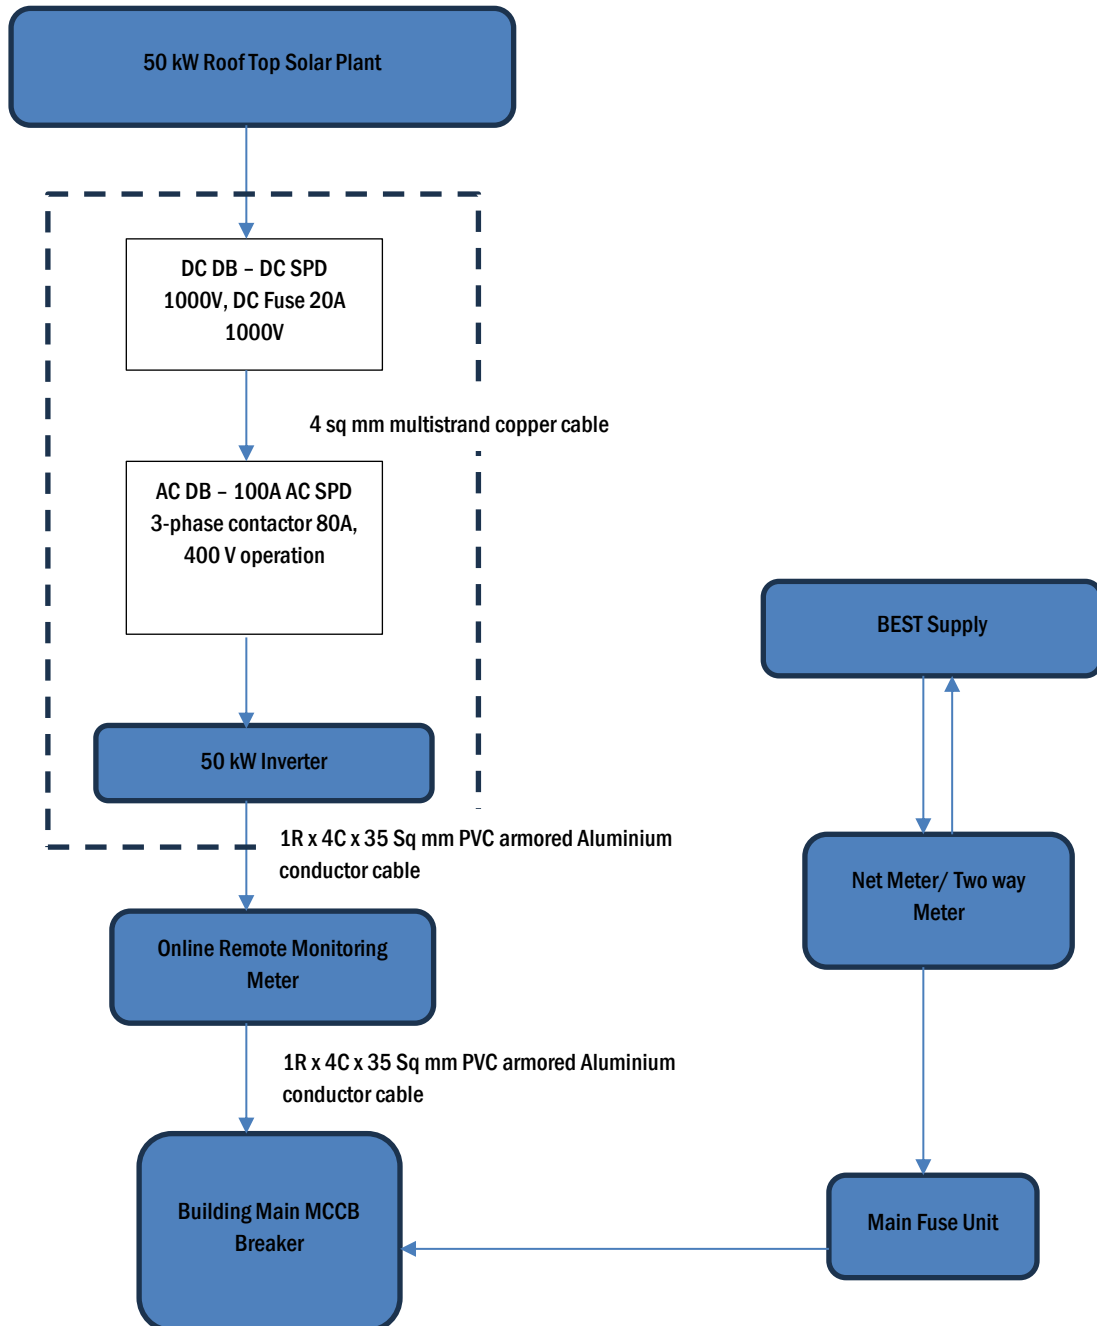 50 kW Roof Top Solar Plant
DC DB – DC SPD
1000V, DC Fuse 20A
1000V
4 sq mm multistrand copper cable
AC DB – 100A AC SPD
3-phase contactor 80A,
400 V operation
50 kW Inverter
1R x 4C x 35 Sq mm PVC armored Aluminium
conductor cable
Online Remote Monitoring
Meter
1R x 4C x 35 Sq mm PVC armored Aluminium
conductor cable
Building Main MCCB
Breaker
BEST Supply
Net Meter/ Two way
Meter
Main Fuse Unit